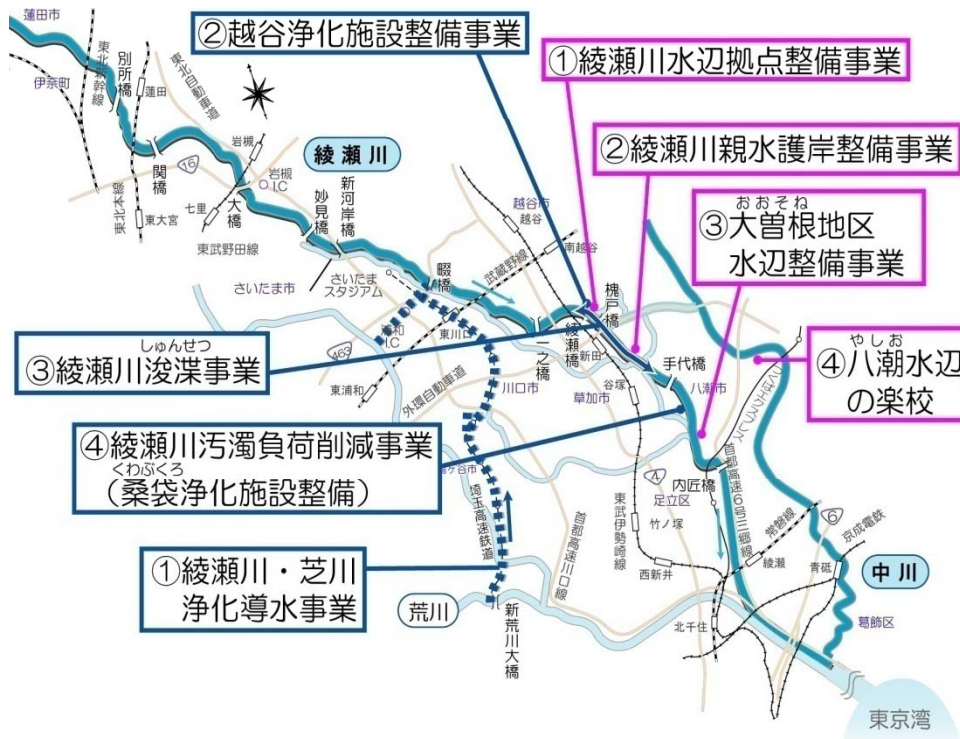 蓮田市
伊奈町
東北新幹線
別所橋
蓮田
東北自動車道
②越谷浄化施設整備事業
①綾瀬川水辺拠点整備事業
②綾瀬川親水護岸整備事業
おおそね
③大曽根地区
水辺整備事業
やしお
④八潮水辺
の楽校
16
関橋
岩槻
岩槻
I.C
綾瀬川
大橋
七里
東北本線
東大宮
東武野田線
妙見橋
新河岸橋
さいたま市
さいたま
スタジアム
畷橋
武蔵野線
越谷市
越谷
南越谷
槐戸橋
綾瀬橋
一之橋
新田
手代橋
八潮市
谷塚
草加市
浦和
I.C
東川口
463
東浦和
外環自動車道
川口市
しゅんせつ
③綾瀬川浚渫事業
④綾瀬川汚濁負荷削減事業
くわぶくろ
(桑袋浄化施設整備)
ヶ谷市
埼玉高速鉄道
①綾瀬川・芝川
浄化導水事業
荒川
新荒川大橋
首都高速川口線
東武伊勢崎線
西新井
竹ノ塚
足立区
4
内匠橋
つくばエクスプレス
首都高速6号三郷線
常磐線
綾瀬
北千住
6
京成電鉄
青砥
中川
葛飾区
東京湾